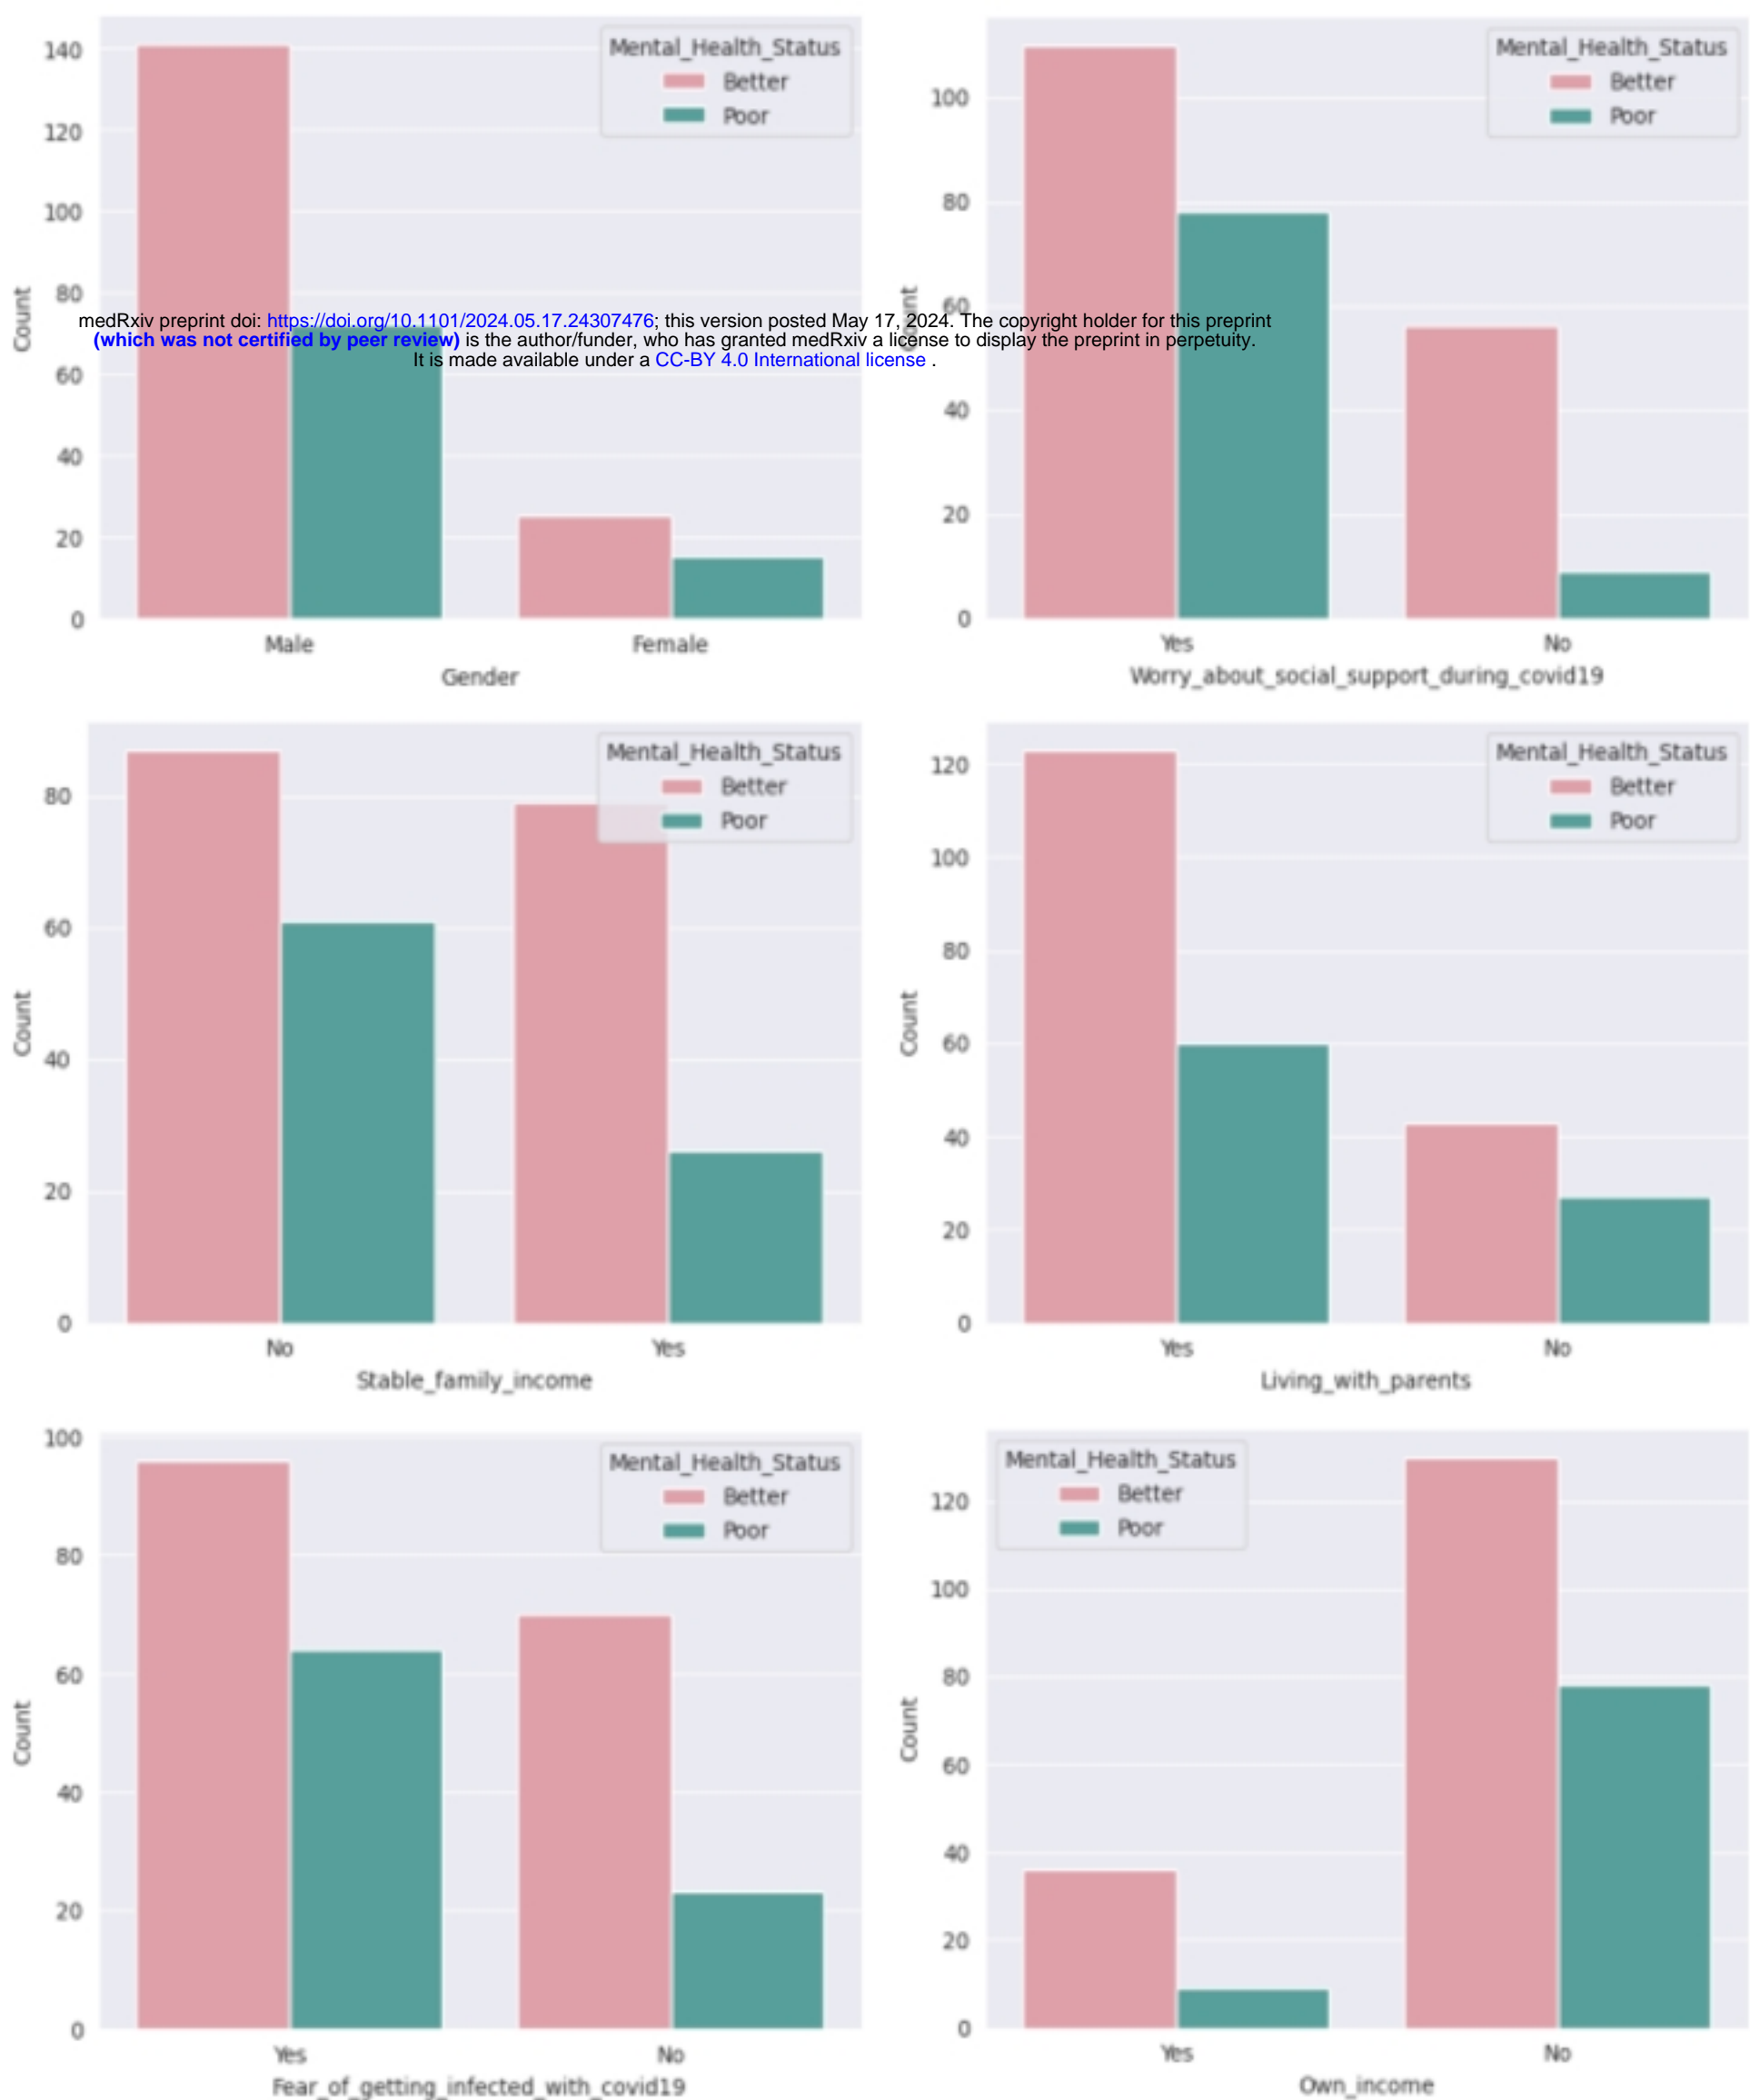 140
120
100
80
60
40
20
0
Count
Mental_Health_Status
Better
Poor
Male
Female
Gender
100
80
60
40
20
0
Count
Mental_Health_Status
Better
Poor
Yes
No
Worry_about_social_support_during_covid19
medRxiv preprint doi: https://doi.org/10.1101/2024.05.17.24307476; this version posted May 17, 2024. The copyright holder for this preprint
(which was not certified by peer review) is the author/funder, who has granted medRxiv a license to display the preprint in perpetuity.
It is made available under a CC-BY 4.0 International license .
80
60
40
20
0
Count
Mental_Health_Status
Better
Poor
No
Yes
Stable_family_income
120
100
80
60
40
20
0
Count
Mental_Health_Status
Better
Poor
Yes
No
Living_with_parents
100
80
60
40
20
0
Count
Mental_Health_Status
Better
Poor
Yes
No
Fear_of_getting_infected_with_covid19
120
100
80
60
40
20
0
Count
Mental_Health_Status
Better
Poor
Yes
No
Own_income